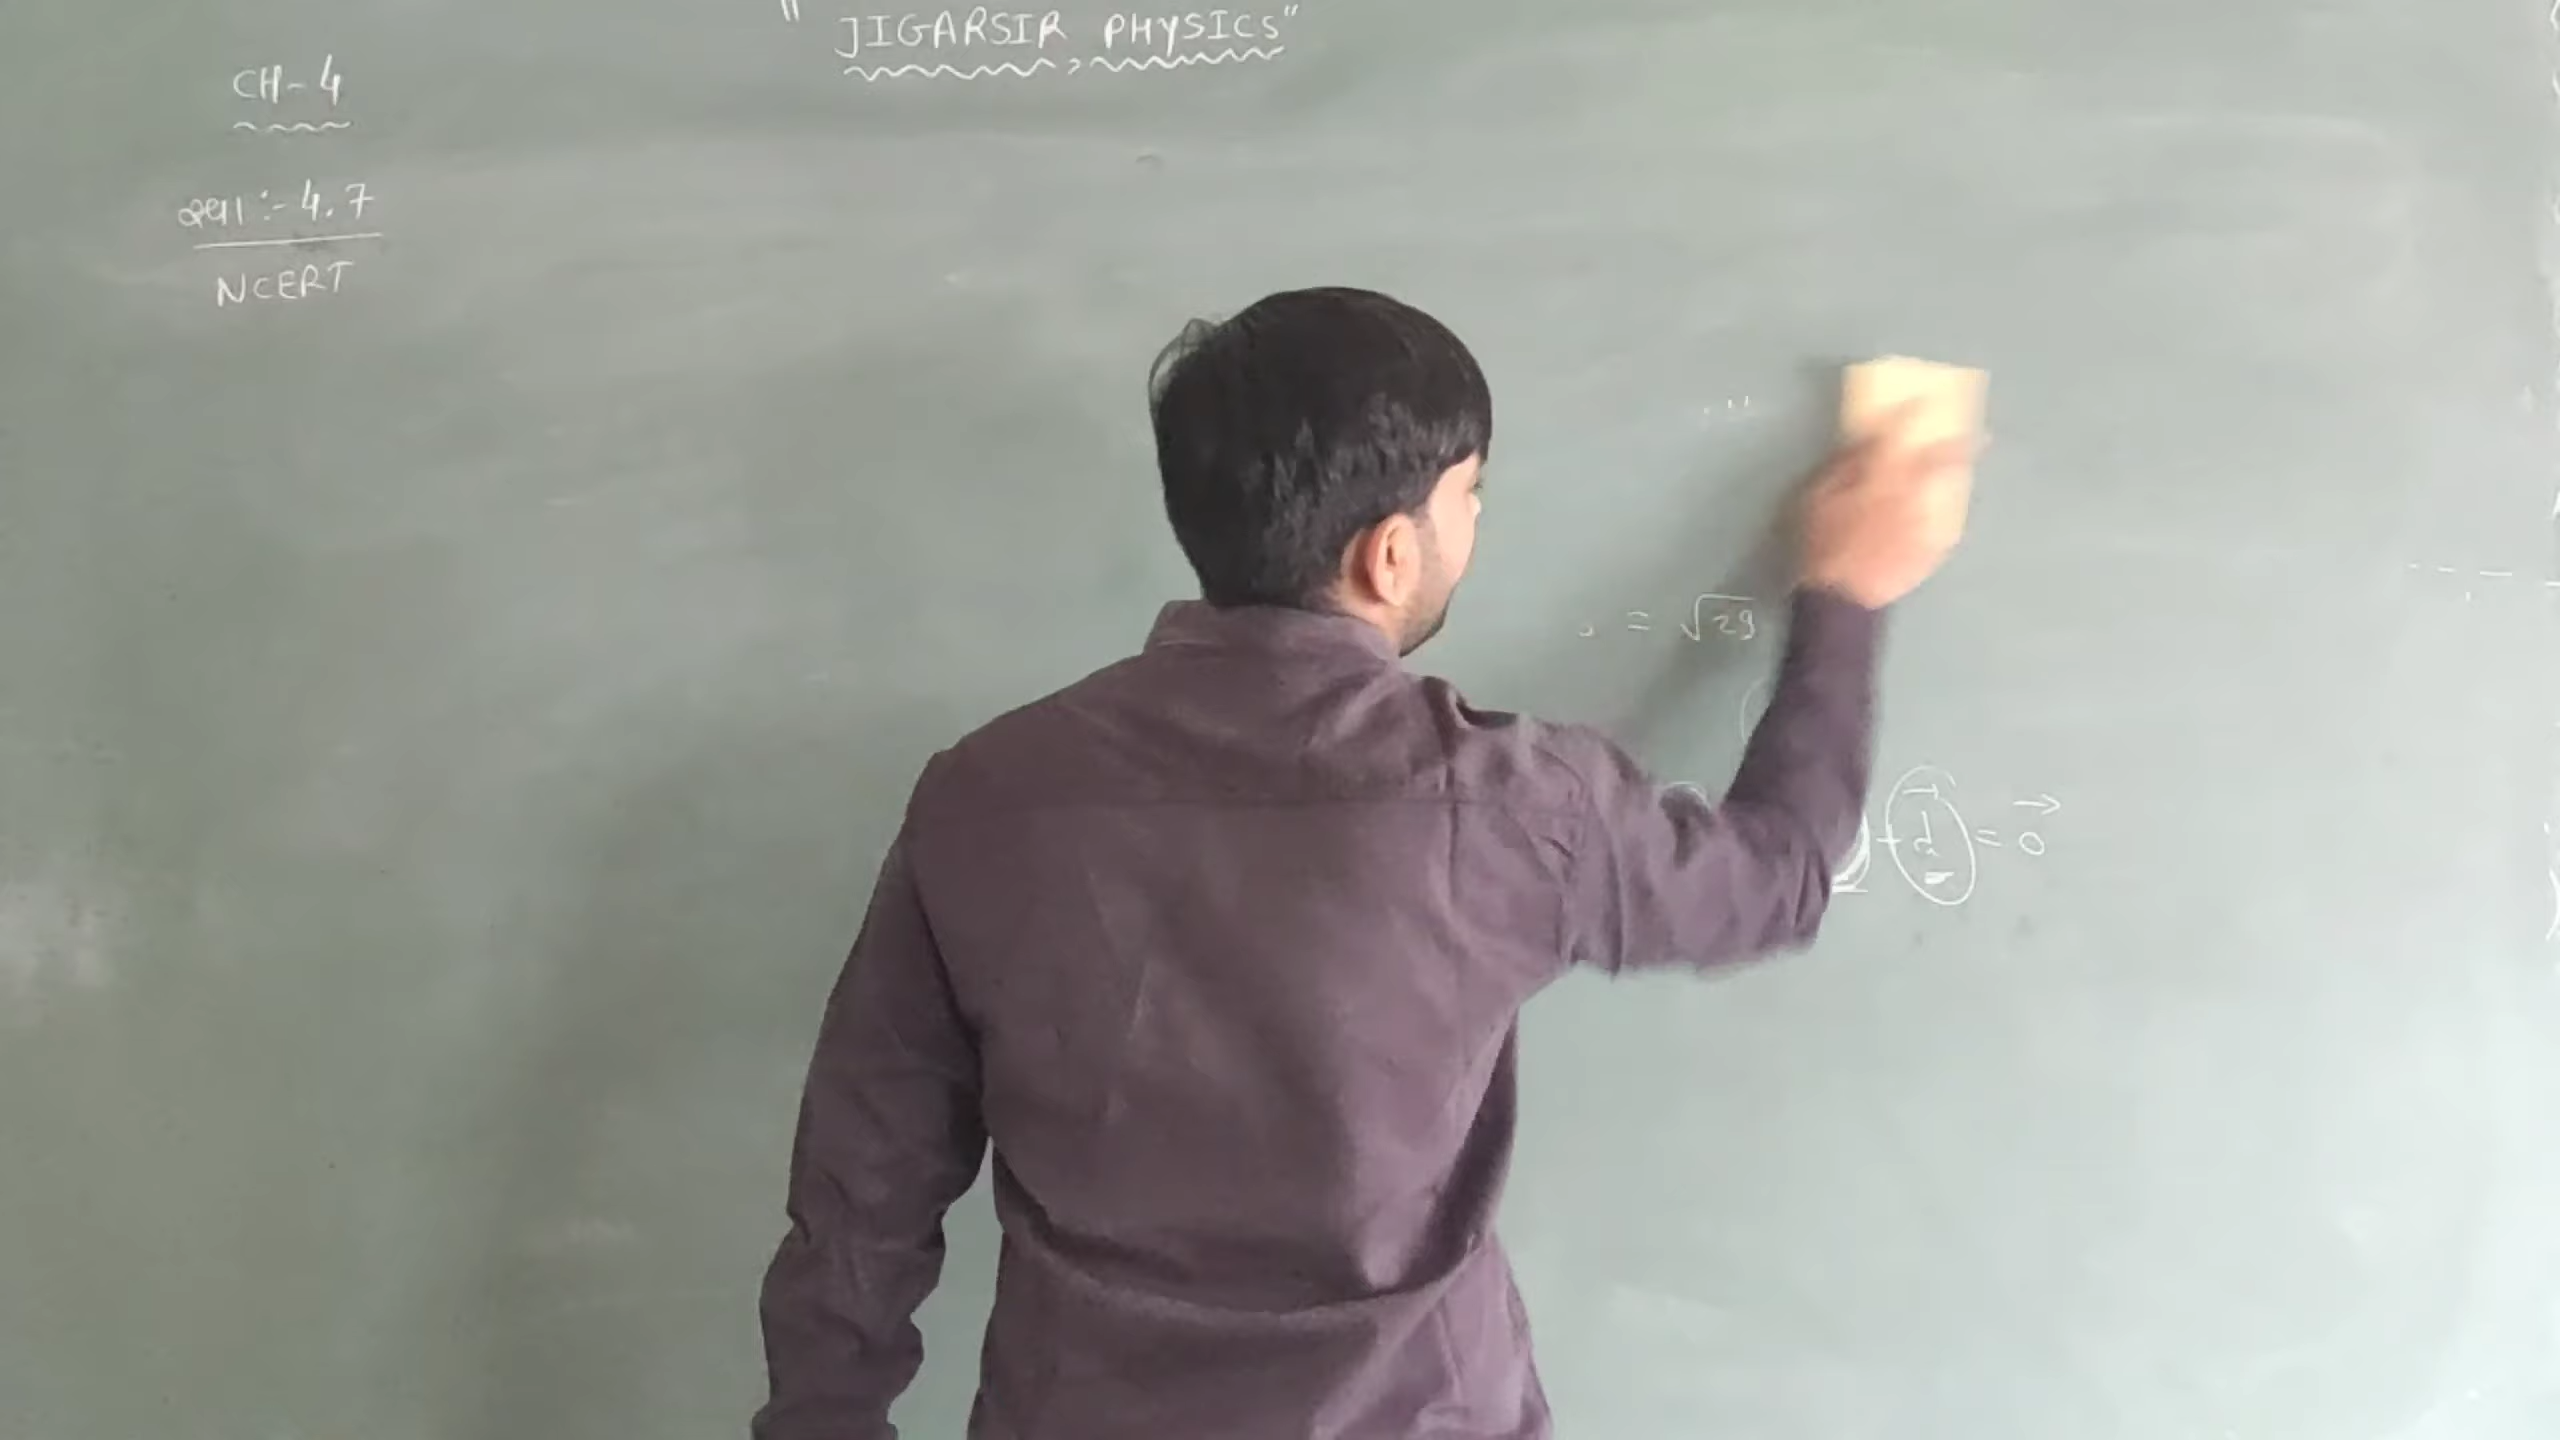 " JIGARSIR PHYSICS"
CH-4
:- 4.7
NCERT
= √29
+ d⃗ = 0⃗